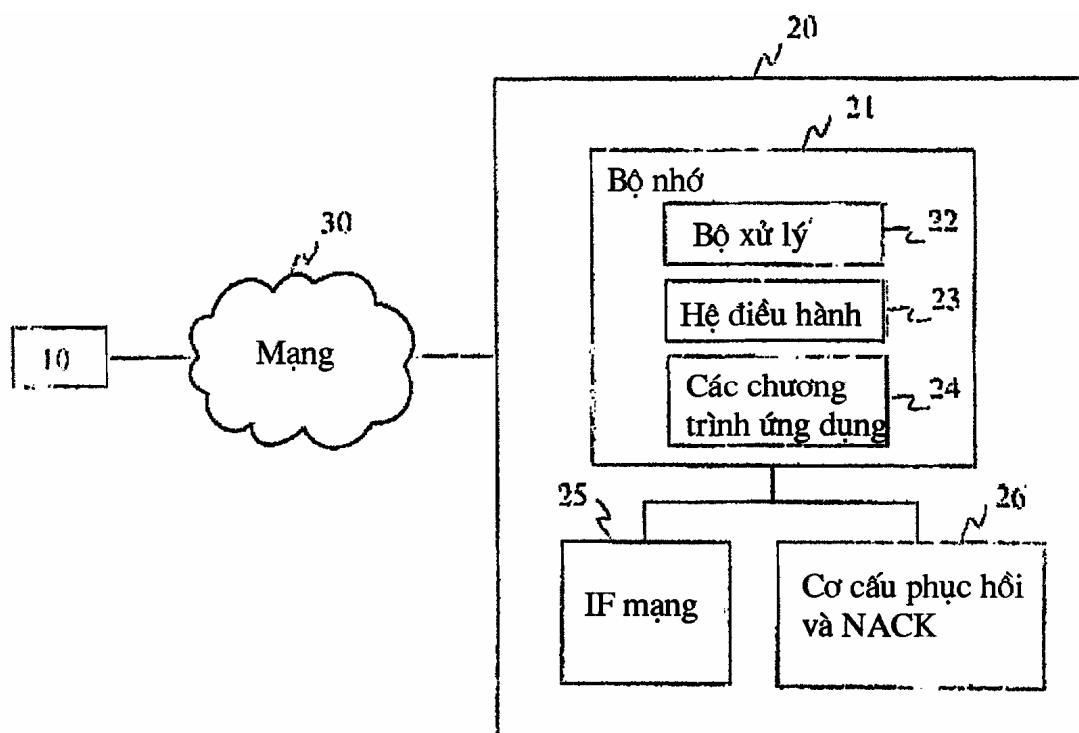 20
21
Bộ nhớ
Bộ xử lý
22
30
Hệ điều hành
23
10
Mạng
Các chương
trình ứng dụng
24
25
26
IF mạng
Cơ cấu phục hồi
và NACK